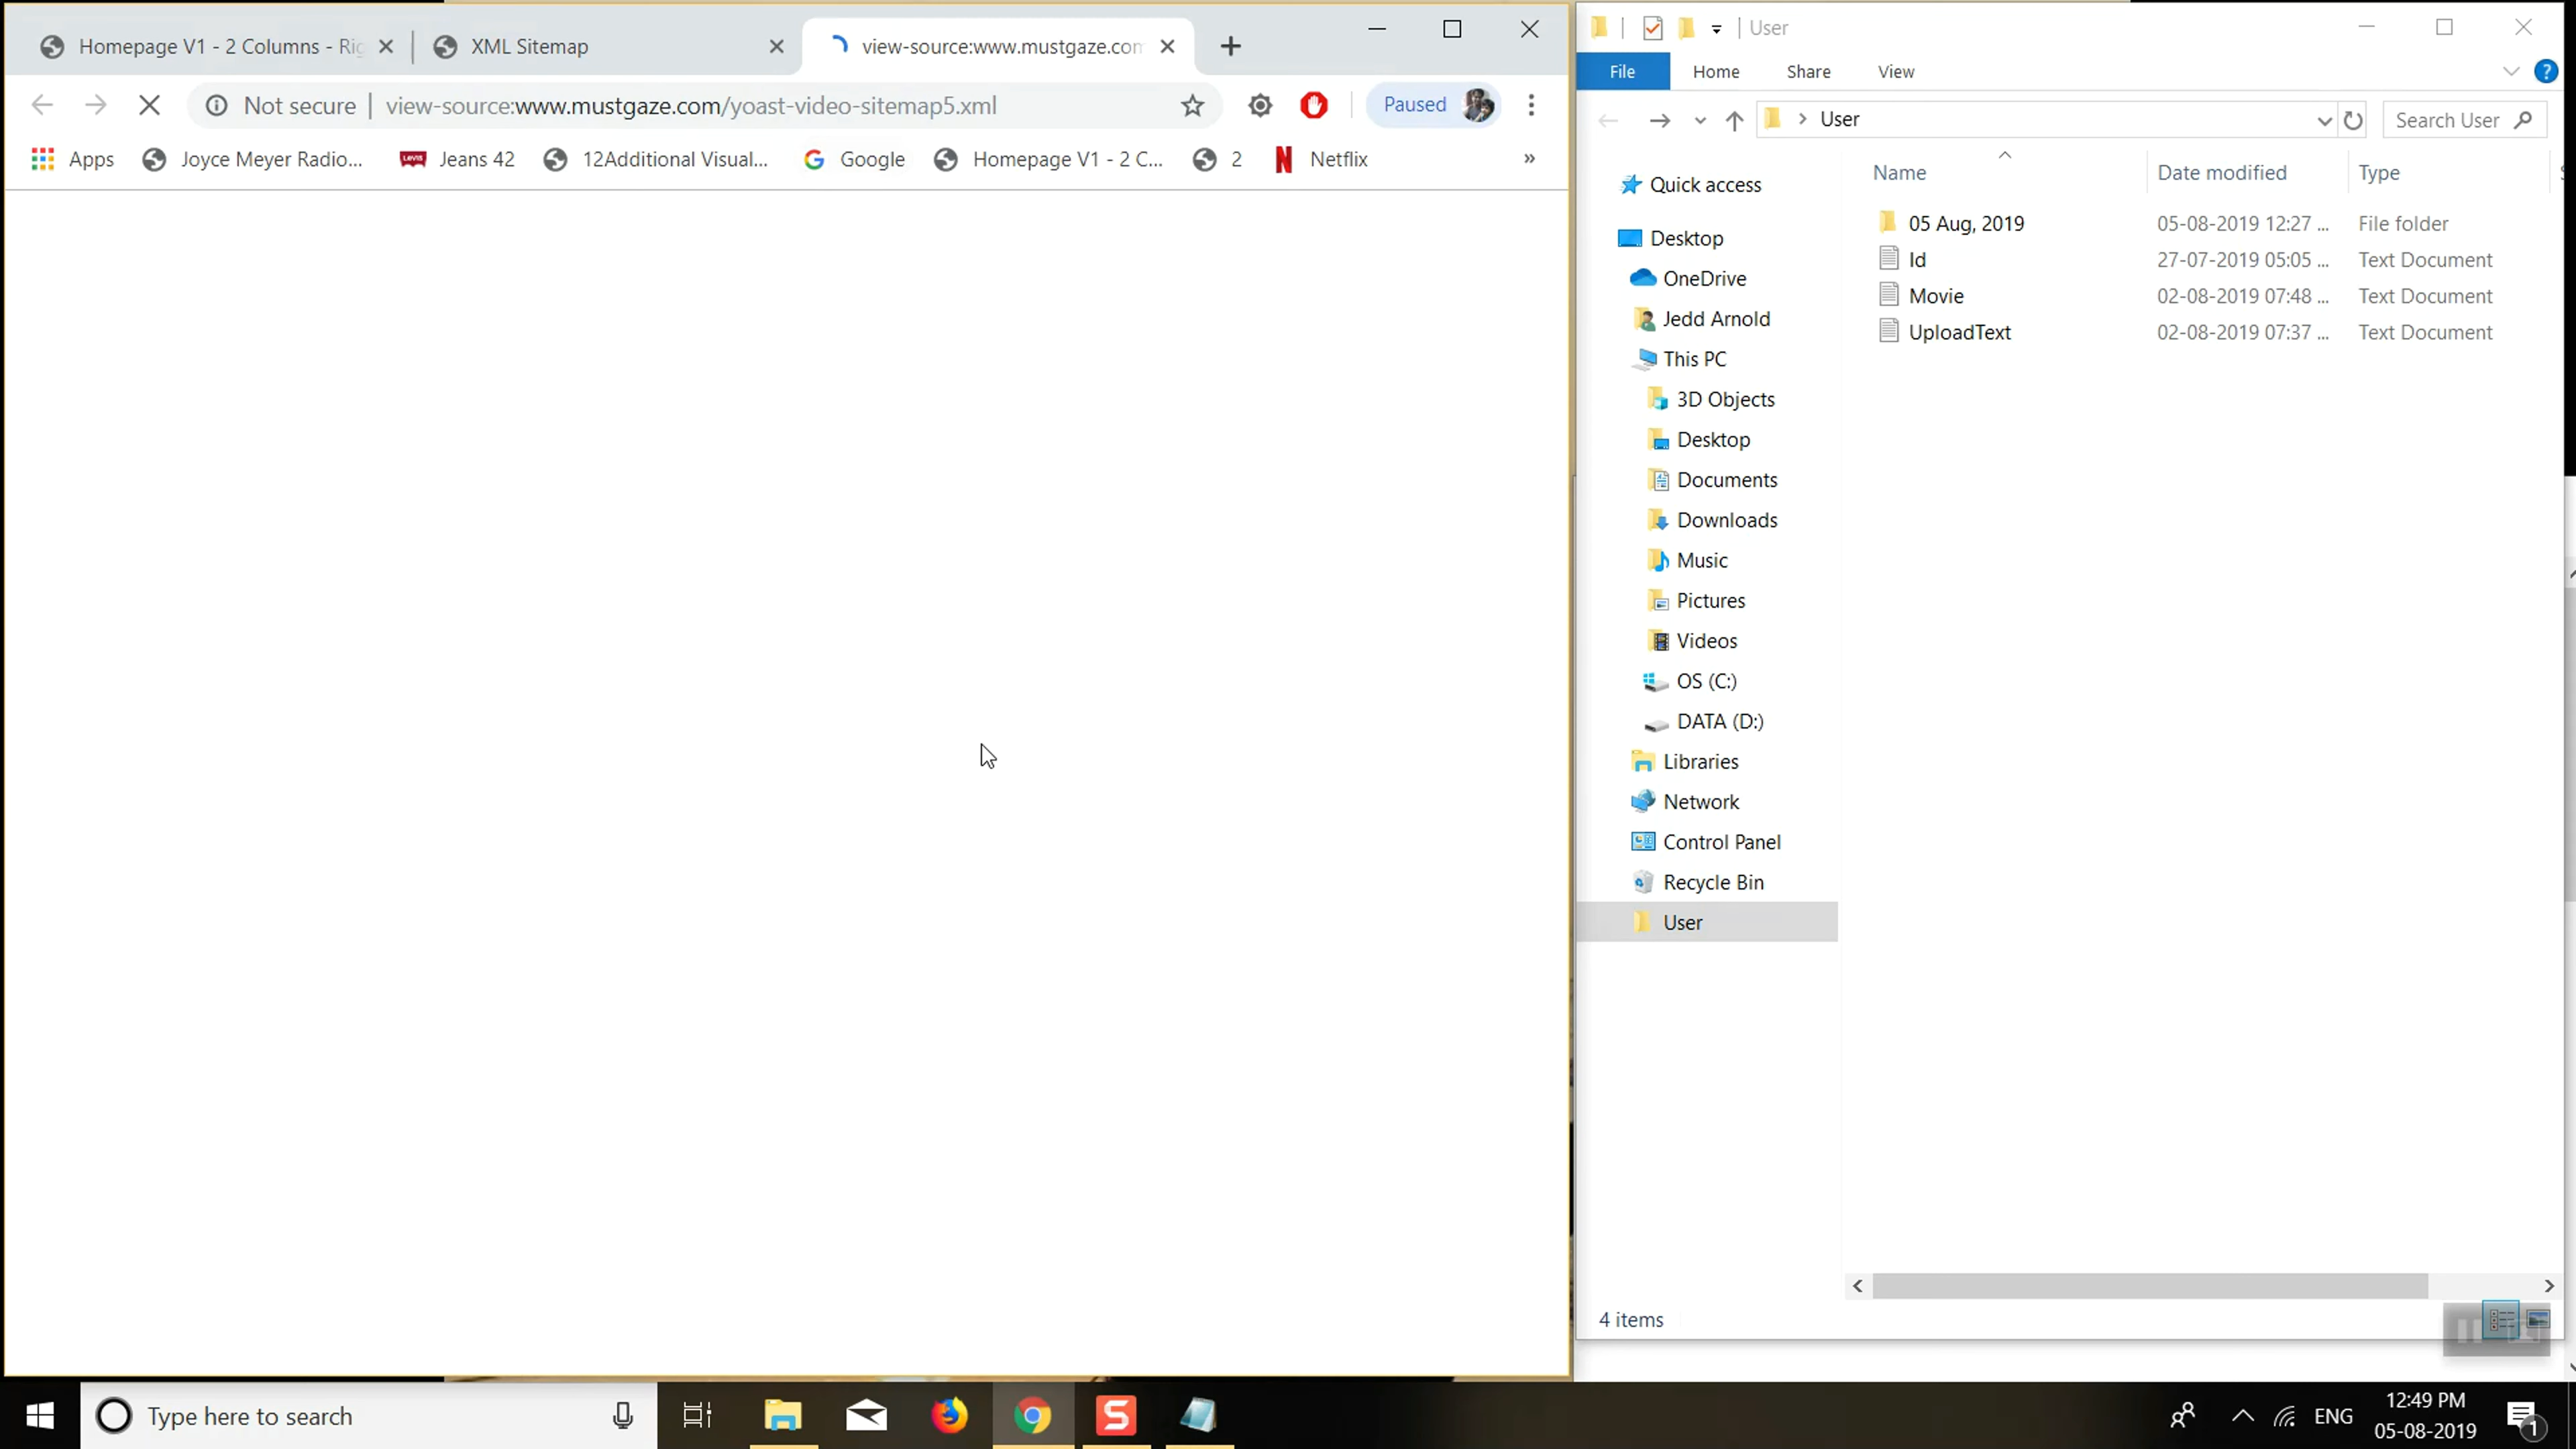 Homepage V1 - 2 Columns - Rig
XML Sitemap
view-source:www.mustgaze.com
Not secure | view-source:www.mustgaze.com/yoast-video-sitemap5.xml
Paused
Apps
Joyce Meyer Radio...
Levi's
Jeans 42
12Additional Visual...
Google
Homepage V1 - 2 C...
2
Netflix
»
User
File
Home
Share
View
User
Search User
Name
Date modified
Type
05 Aug, 2019
05-08-2019 12:27 ...
File folder
Id
27-07-2019 05:05 ...
Text Document
Movie
02-08-2019 07:48 ...
Text Document
UploadText
02-08-2019 07:37 ...
Text Document
Quick access
Desktop
OneDrive
Jedd Arnold
This PC
3D Objects
Desktop
Documents
Downloads
Music
Pictures
Videos
OS (C:)
DATA (D:)
Libraries
Network
Control Panel
Recycle Bin
User
4 items
Type here to search
ENG
12:49 PM
05-08-2019
1